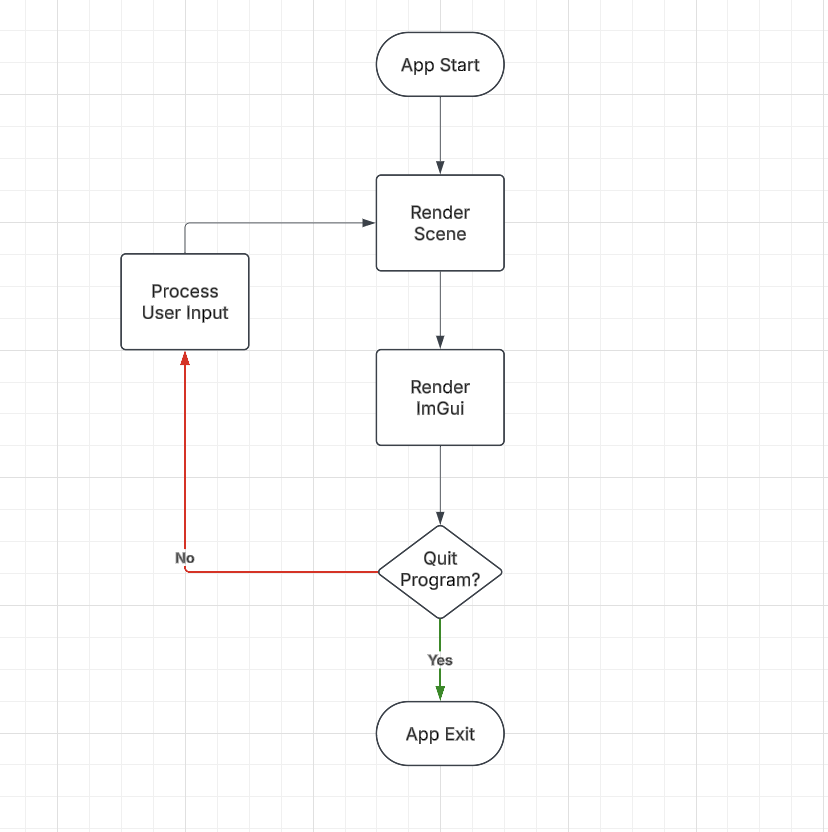 App Start
Render
Scene
Process
User Input
Render
ImGui
Quit
Program?
No
Yes
App Exit